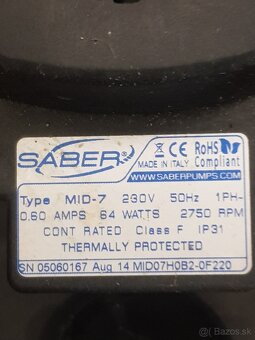 SABER®
CE RoHS
MADE IN ITALY Compliant
WWW.SABERPUMPS.COM
Type MID-7 230V 50Hz 1PH-
0.60 AMPS 64 WATTS 2750 RPM
CONT RATED Class F IP31
THERMALLY PROTECTED
SN 05060167 Aug 14 MID07H0B2-0F220
Bazos.sk